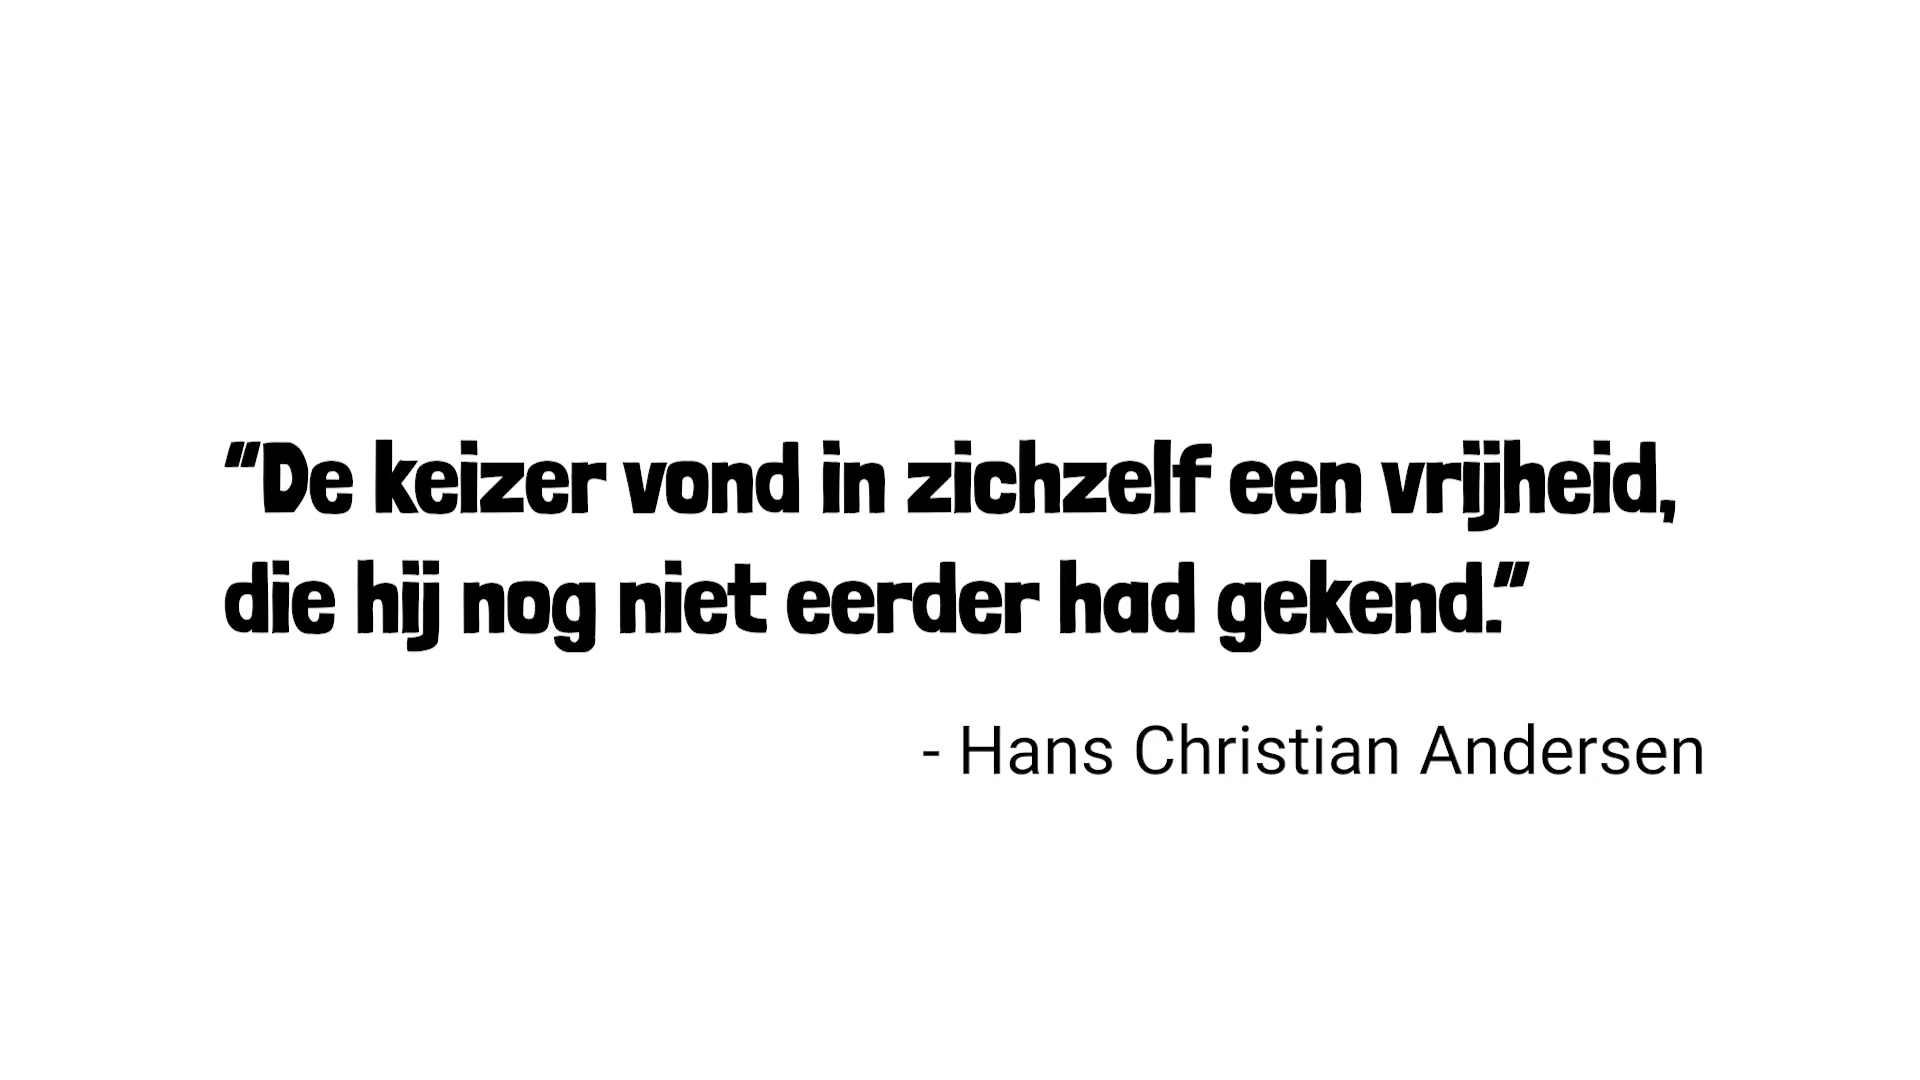 “De keizer vond in zichzelf een vrijheid,
die hij nog niet eerder had gekend.”
- Hans Christian Andersen